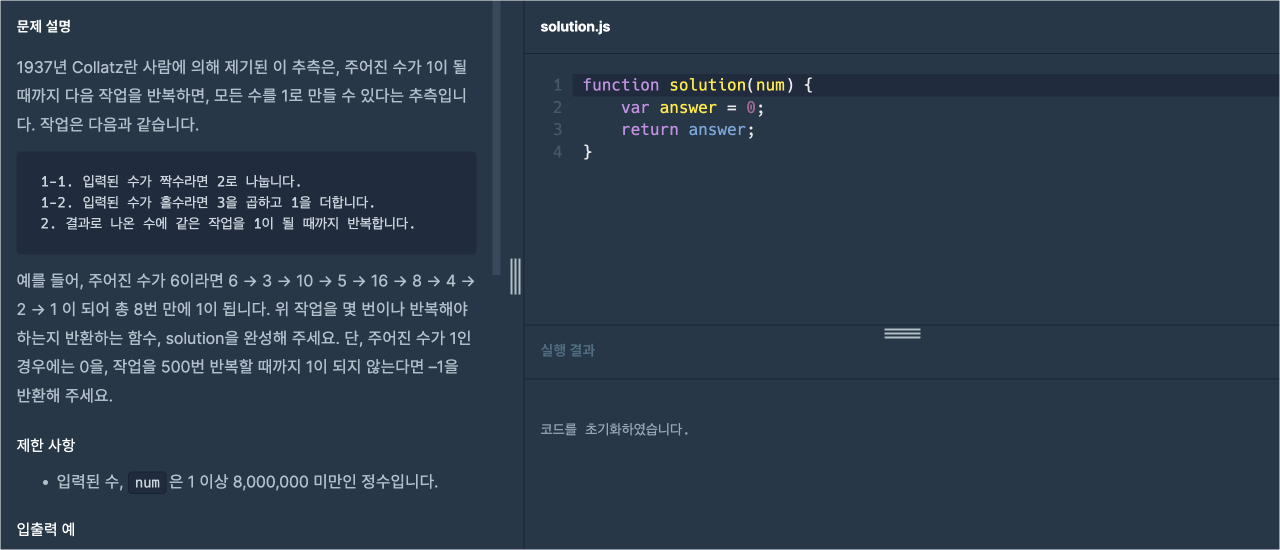 문제 설명
1937년 Collatz란 사람에 의해 제기된 이 추측은, 주어진 수가 1이 될
때까지 다음 작업을 반복하면, 모든 수를 1로 만들 수 있다는 추측입니
다. 작업은 다음과 같습니다.
1-1. 입력된 수가 짝수라면 2로 나눕니다.
1-2. 입력된 수가 홀수라면 3을 곱하고 1을 더합니다.
2. 결과로 나온 수에 같은 작업을 1이 될 때까지 반복합니다.
예를 들어, 주어진 수가 6이라면 6 → 3 → 10 → 5 → 16 → 8 → 4 →
2 → 1 이 되어 총 8번 만에 1이 됩니다. 위 작업을 몇 번이나 반복해야
하는지 반환하는 함수, solution을 완성해 주세요. 단, 주어진 수가 1인
경우에는 0을, 작업을 500번 반복할 때까지 1이 되지 않는다면 –1을
반환해 주세요.
제한 사항
• 입력된 수, num 은 1 이상 8,000,000 미만인 정수입니다.
입출력 예
solution.js
1 function solution(num) {
2     var answer = 0;
3     return answer;
4 }
실행 결과
코드를 초기화하였습니다.